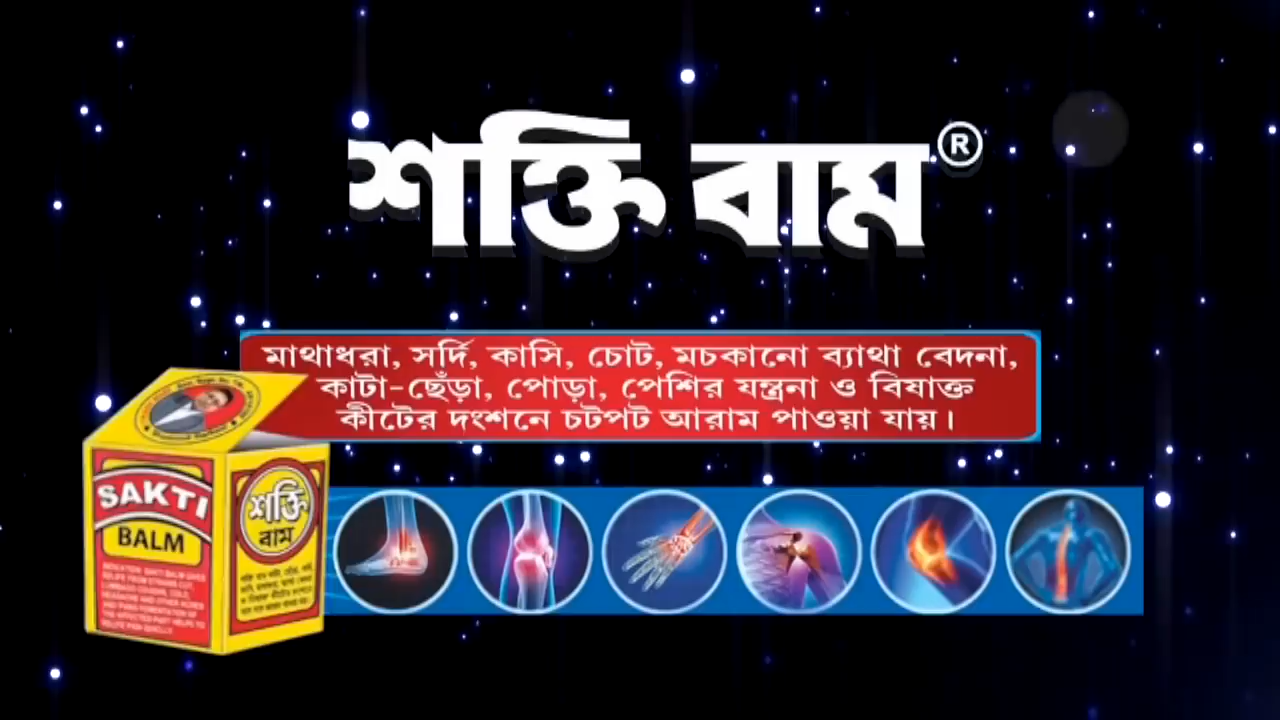 শক্তি বাম®
মাথাধরা, সর্দি, কাসি, চোট, মচকানো ব্যাথা বেদনা,
কাটা-ছেঁড়া, পোড়া, পেশির যন্ত্রনা ও বিষাক্ত
কীটের দংশনে চটপট আরাম পাওয়া যায়।
SAKTI
BALM
শক্তি
বাম